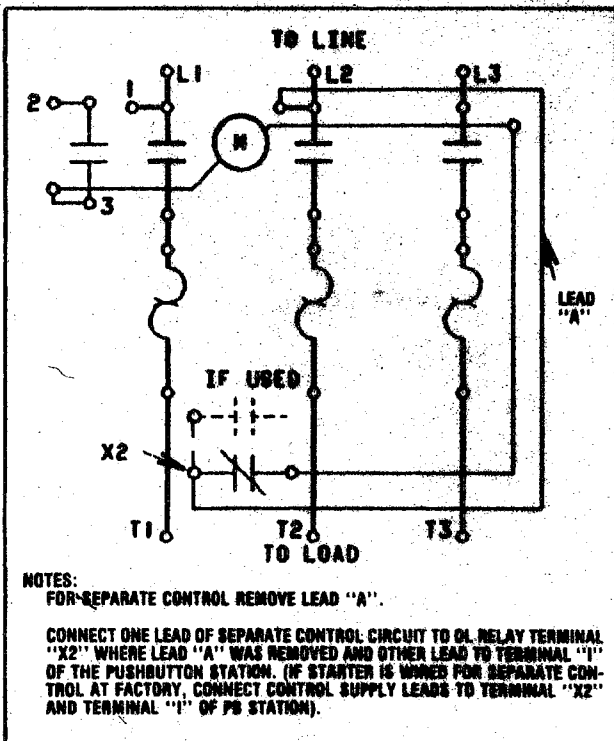 TO LINE
L1
L2
L3
2
1
M
3
LEAD
"A"
IF USED
X2
T1
T2
T3
TO LOAD
NOTES:
FOR SEPARATE CONTROL REMOVE LEAD "A".
CONNECT ONE LEAD OF SEPARATE CONTROL CIRCUIT TO OL RELAY TERMINAL
"X2" WHERE LEAD "A" WAS REMOVED AND OTHER LEAD TO TERMINAL "1"
OF THE PUSHBUTTON STATION. (IF STARTER IS WIRED FOR SEPARATE CON-
TROL AT FACTORY, CONNECT CONTROL SUPPLY LEADS TO TERMINAL "X2"
AND TERMINAL "1" OF PB STATION).